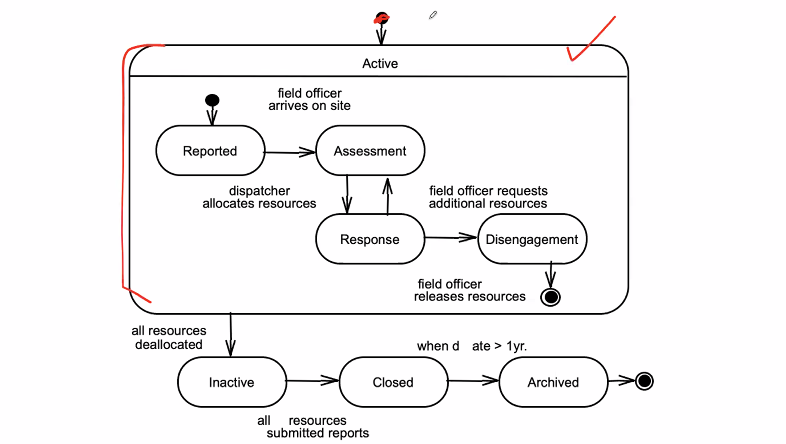 Active
field officer
arrives on site
Reported
Assessment
dispatcher
allocates resources
field officer requests
additional resources
Response
Disengagement
field officer
releases resources
all resources
deallocated
when d ate > 1yr.
Inactive
Closed
Archived
all resources
submitted reports